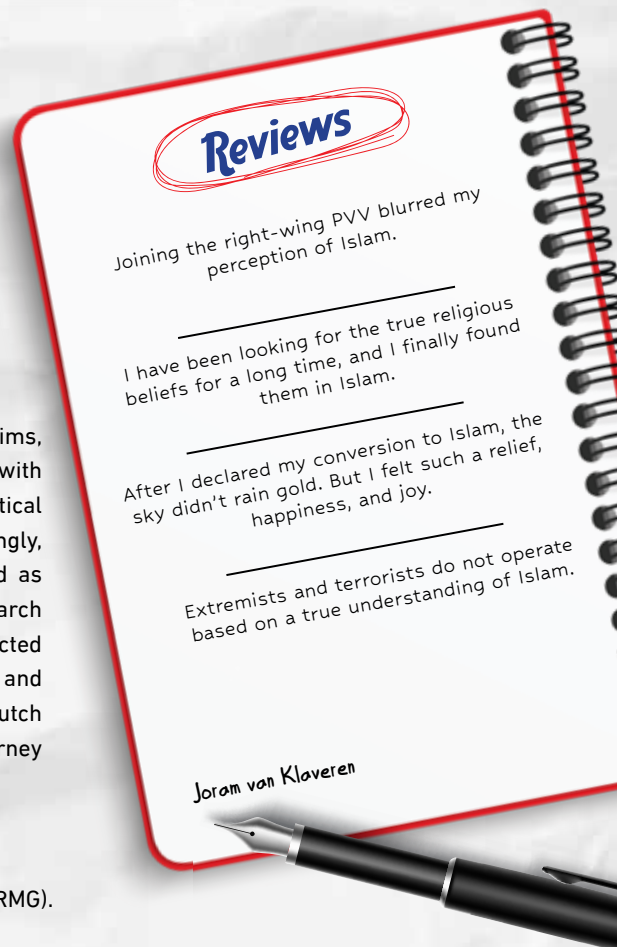 Reviews
Joining the right-wing PVV blurred my
perception of Islam.
I have been looking for the true religious
beliefs for a long time, and I finally found
them in Islam.
After I declared my conversion to Islam, the
sky didn't rain gold. But I felt such a relief,
happiness, and joy.
Extremists and terrorists do not operate
based on a true understanding of Islam.
Joram van Klaveren
with
and